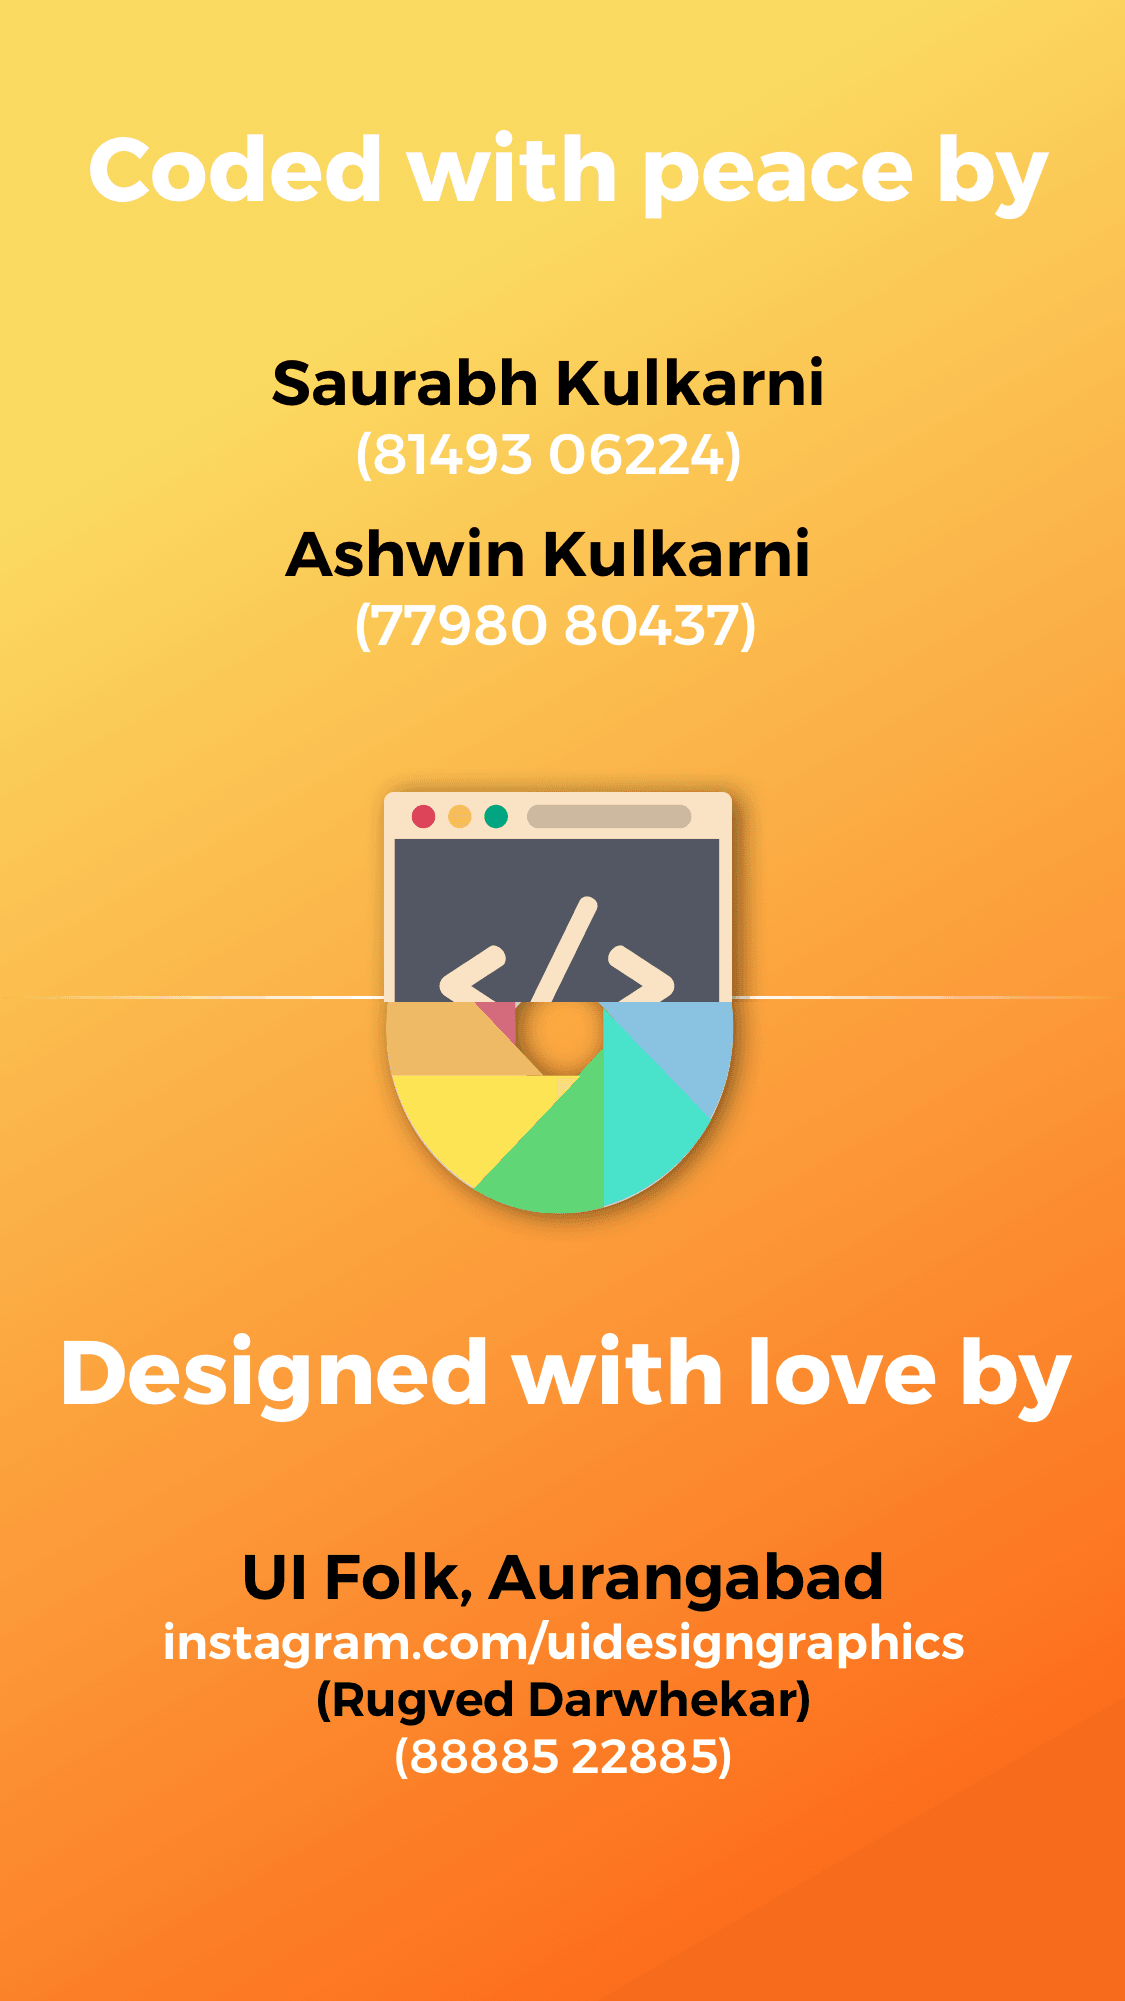 Coded with peace by
Saurabh Kulkarni
(81493 06224)
Ashwin Kulkarni
(77980 80437)
</>
Designed with love by
UI Folk, Aurangabad
instagram.com/uidesigngraphics
(Rugved Darwhekar)
(88885 22885)